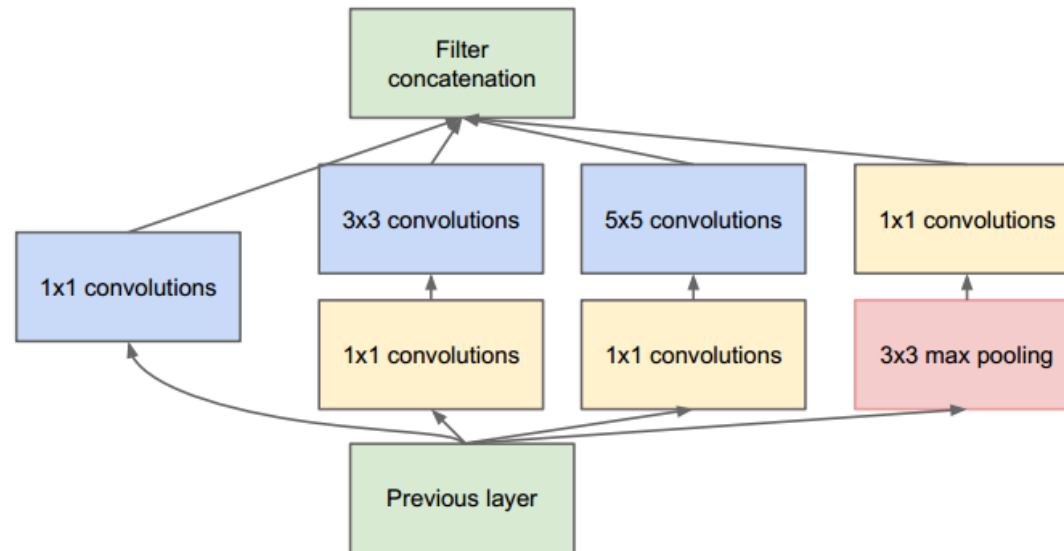 Filter
concatenation
3x3 convolutions
5x5 convolutions
1x1 convolutions
1x1 convolutions
1x1 convolutions
1x1 convolutions
3x3 max pooling
Previous layer